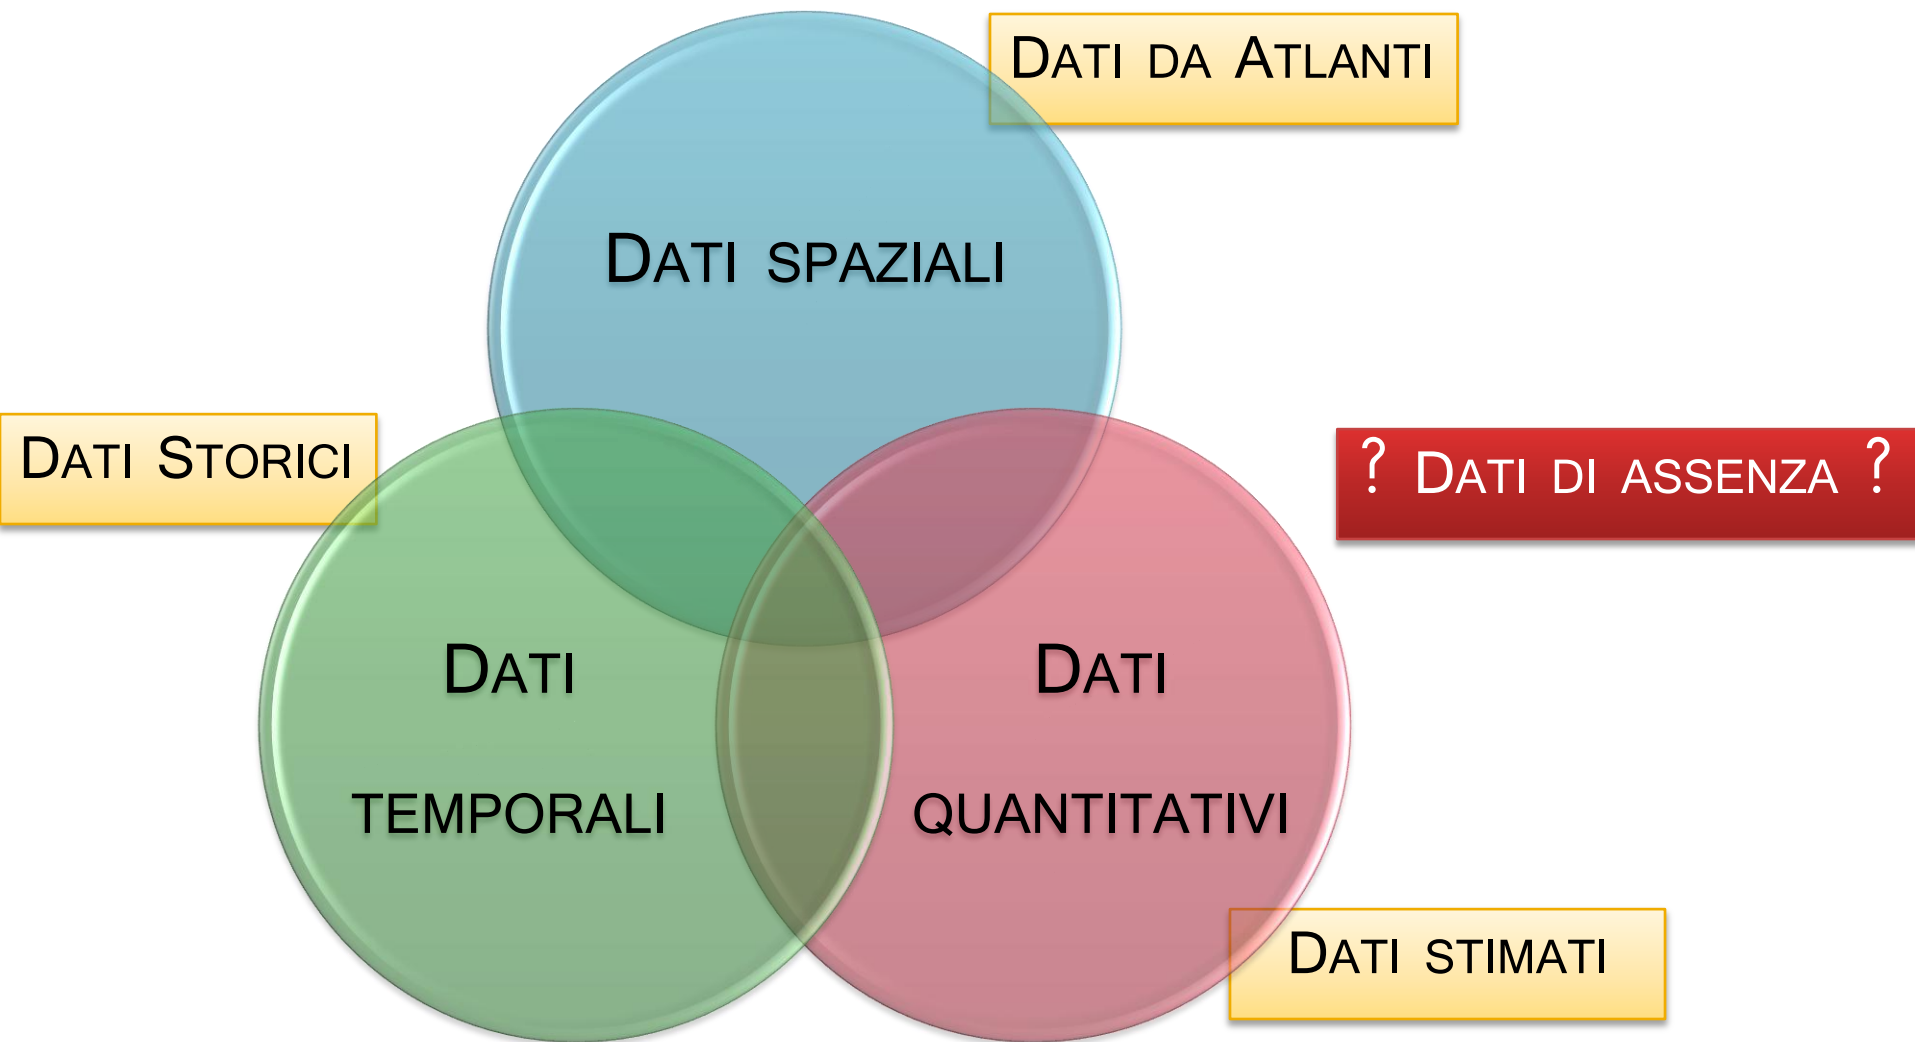 DATI DA ATLANTI
DATI SPAZIALI
DATI STORICI
? DATI DI ASSENZA ?
DATI
TEMPORALI
DATI
QUANTITATIVI
DATI STIMATI